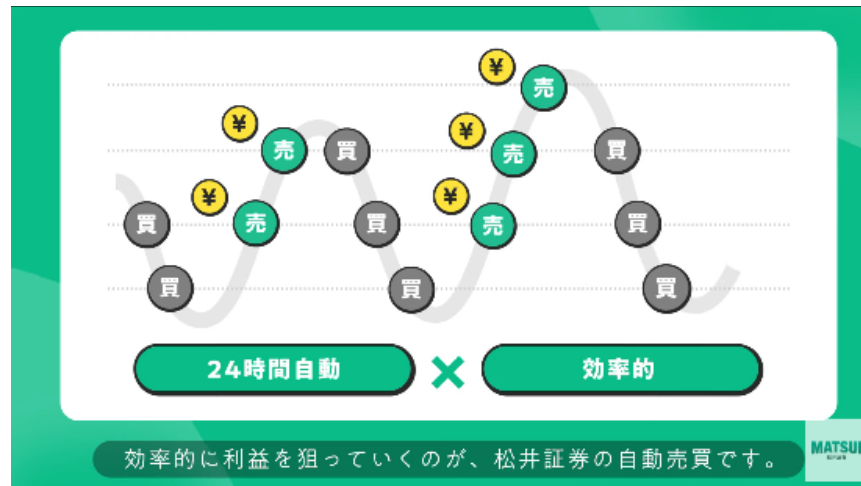 ¥ 売
¥ 売 買 ¥ 売 買
買 ¥ 売 買 ¥ 売 買
買 買 買
24時間自動 × 効率的
効率的に利益を狙っていくのが、松井証券の自動売買です。
MATSUI